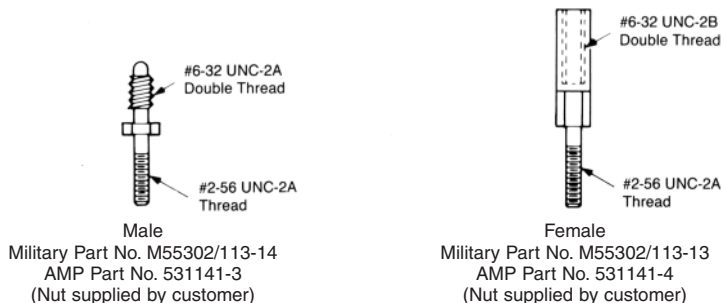 #6-32 UNC-2A
Double Thread
#2-56 UNC-2A
Thread
Male
Military Part No. M55302/113-14
AMP Part No. 531141-3
(Nut supplied by customer)
#6-32 UNC-2B
Double Thread
#2-56 UNC-2A
Thread
Female
Military Part No. M55302/113-13
AMP Part No. 531141-4
(Nut supplied by customer)